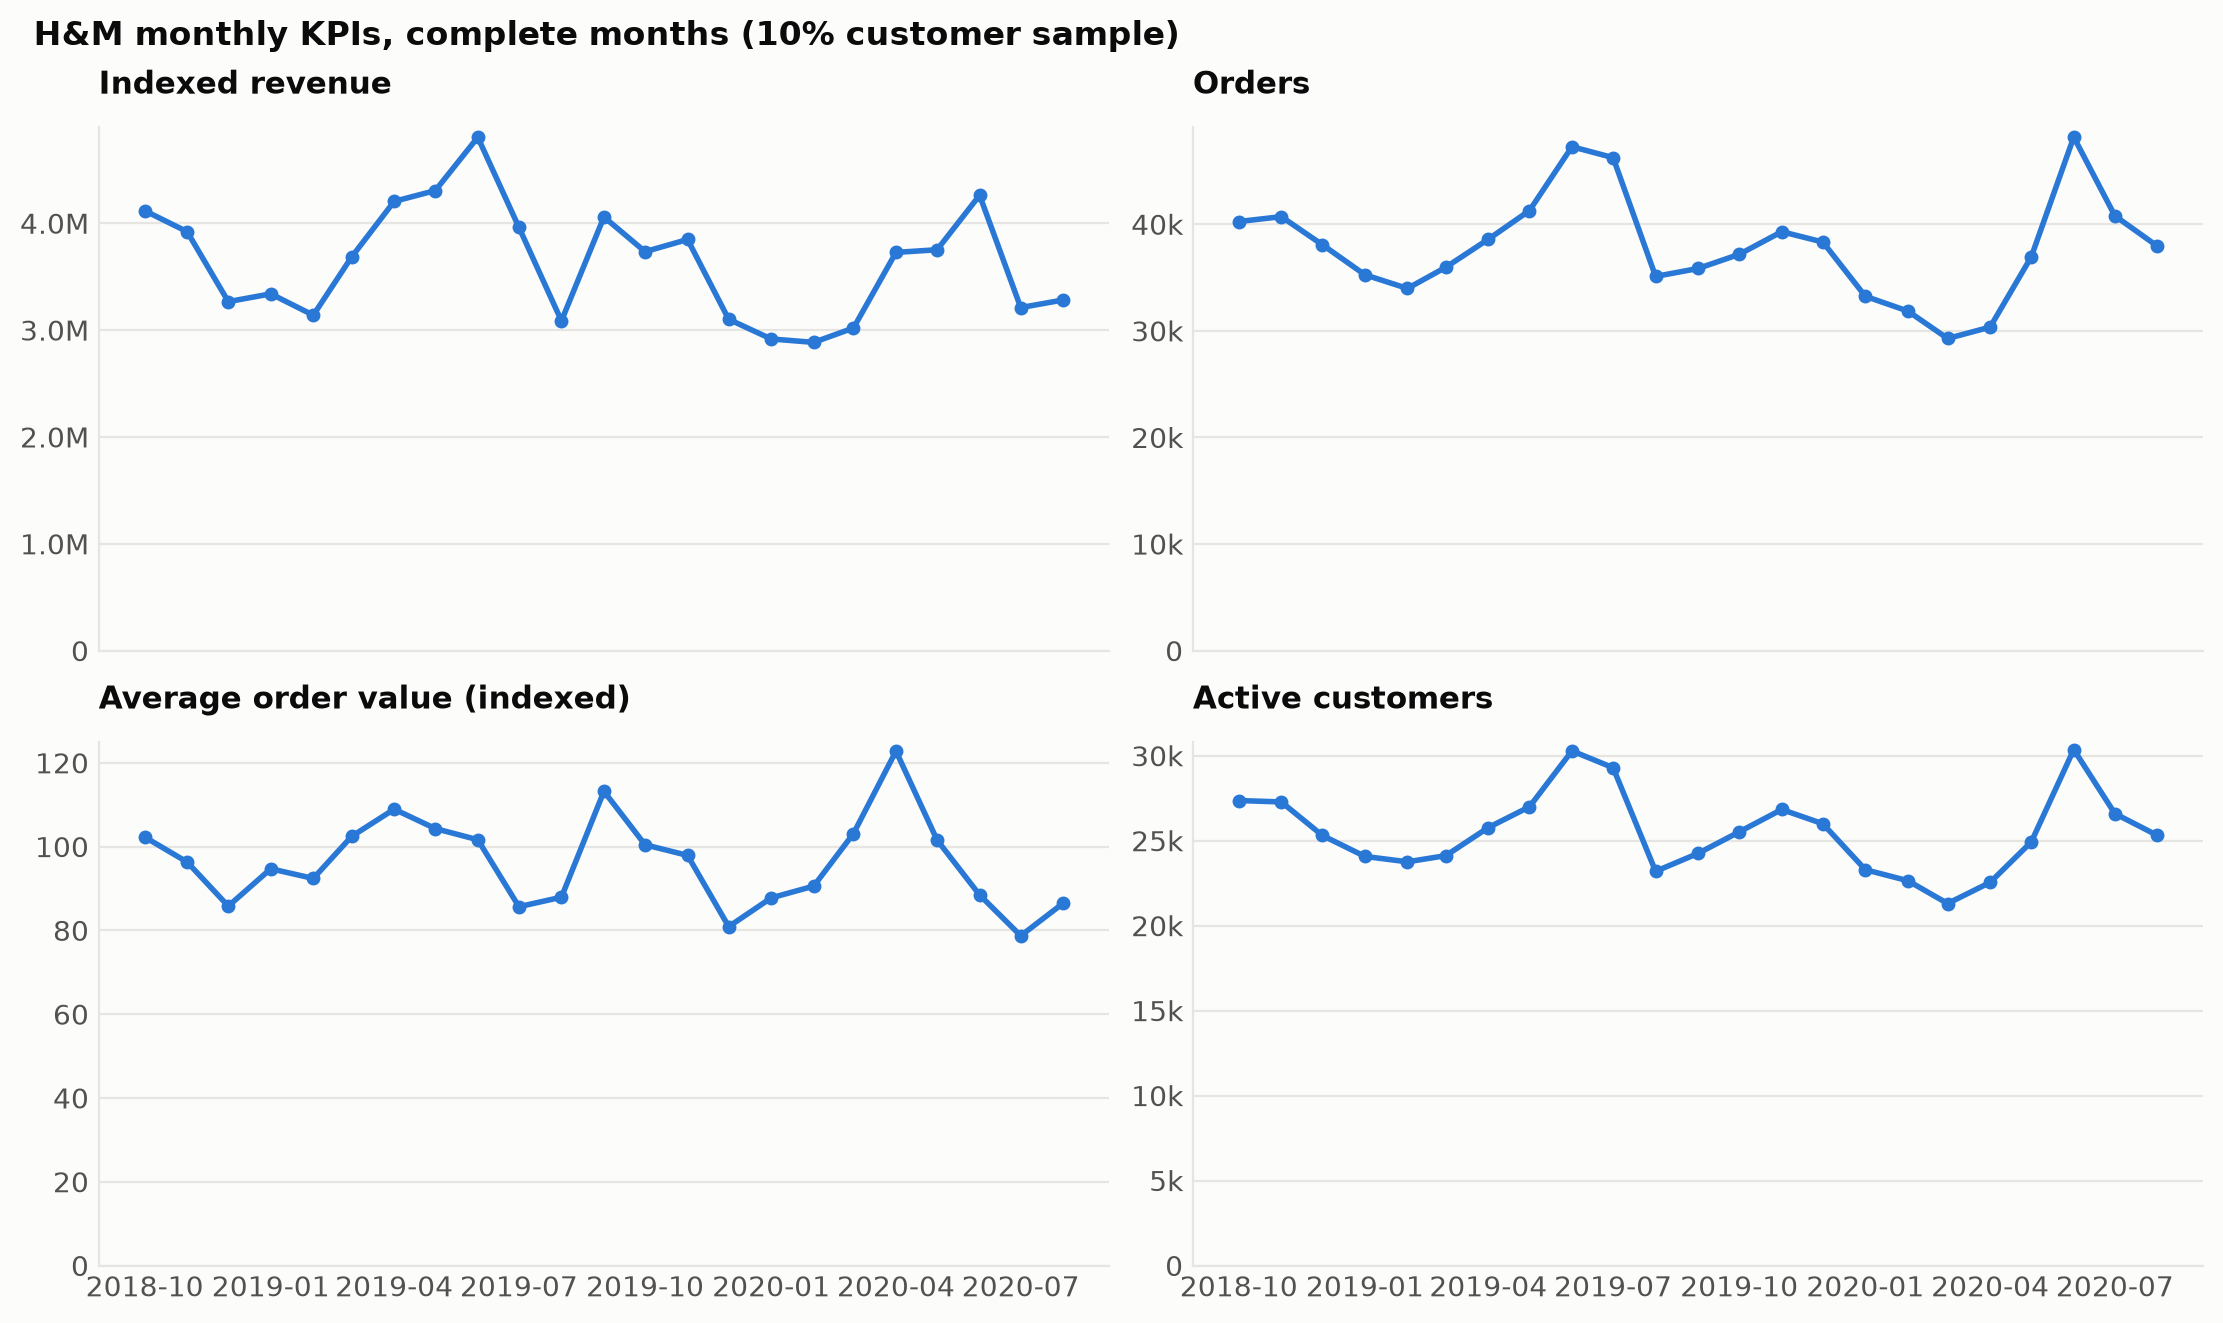 H&M monthly KPIs, complete months (10% customer sample)
Indexed revenue
4.0M
3.0M
2.0M
1.0M
0
Orders
40k
30k
20k
10k
0
Average order value (indexed)
120
100
80
60
40
20
0
2018-10 2019-01 2019-04 2019-07 2019-10 2020-01 2020-04 2020-07
Active customers
30k
25k
20k
15k
10k
5k
0
2018-10 2019-01 2019-04 2019-07 2019-10 2020-01 2020-04 2020-07